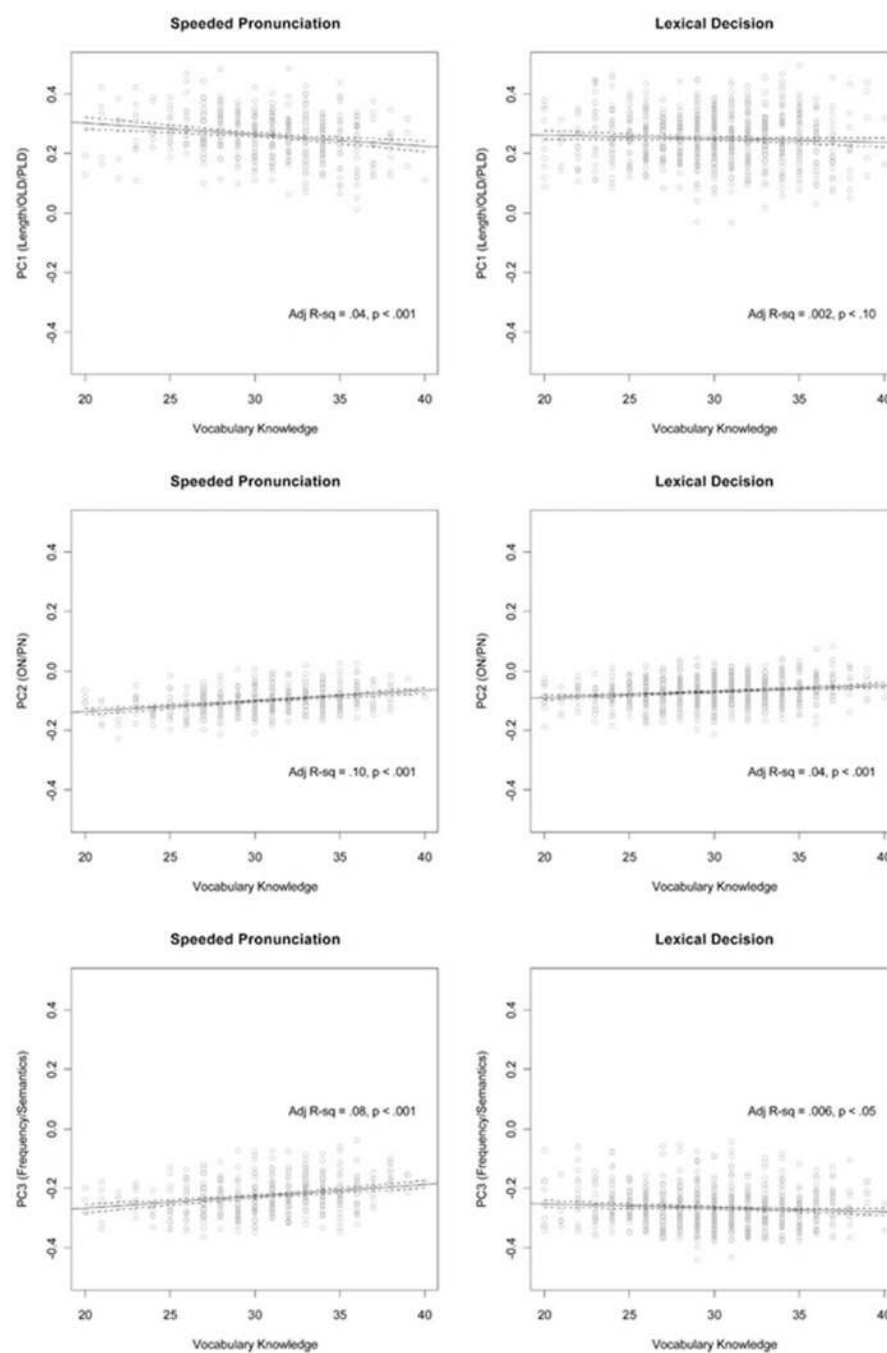 Speeded Pronunciation
Lexical Decision
PC1 (Length/OLD/PLD)
0.4
0.2
0.0
-0.2
-0.4
Adj R-sq = .04, p < .001
20 25 30 35 40
Vocabulary Knowledge
PC1 (Length/OLD/PLD)
0.4
0.2
0.0
-0.2
-0.4
Adj R-sq = .002, p < .10
20 25 30 35 40
Vocabulary Knowledge
Speeded Pronunciation
Lexical Decision
PC2 (ON/PN)
0.4
0.2
0.0
-0.2
-0.4
Adj R-sq = .10, p < .001
20 25 30 35 40
Vocabulary Knowledge
PC2 (ON/PN)
0.4
0.2
0.0
-0.2
-0.4
Adj R-sq = .04, p < .001
20 25 30 35 40
Vocabulary Knowledge
Speeded Pronunciation
Lexical Decision
PC3 (Frequency/Semantics)
0.4
0.2
0.0
-0.2
-0.4
Adj R-sq = .08, p < .001
20 25 30 35 40
Vocabulary Knowledge
PC3 (Frequency/Semantics)
0.4
0.2
0.0
-0.2
-0.4
Adj R-sq = .006, p < .05
20 25 30 35 40
Vocabulary Knowledge